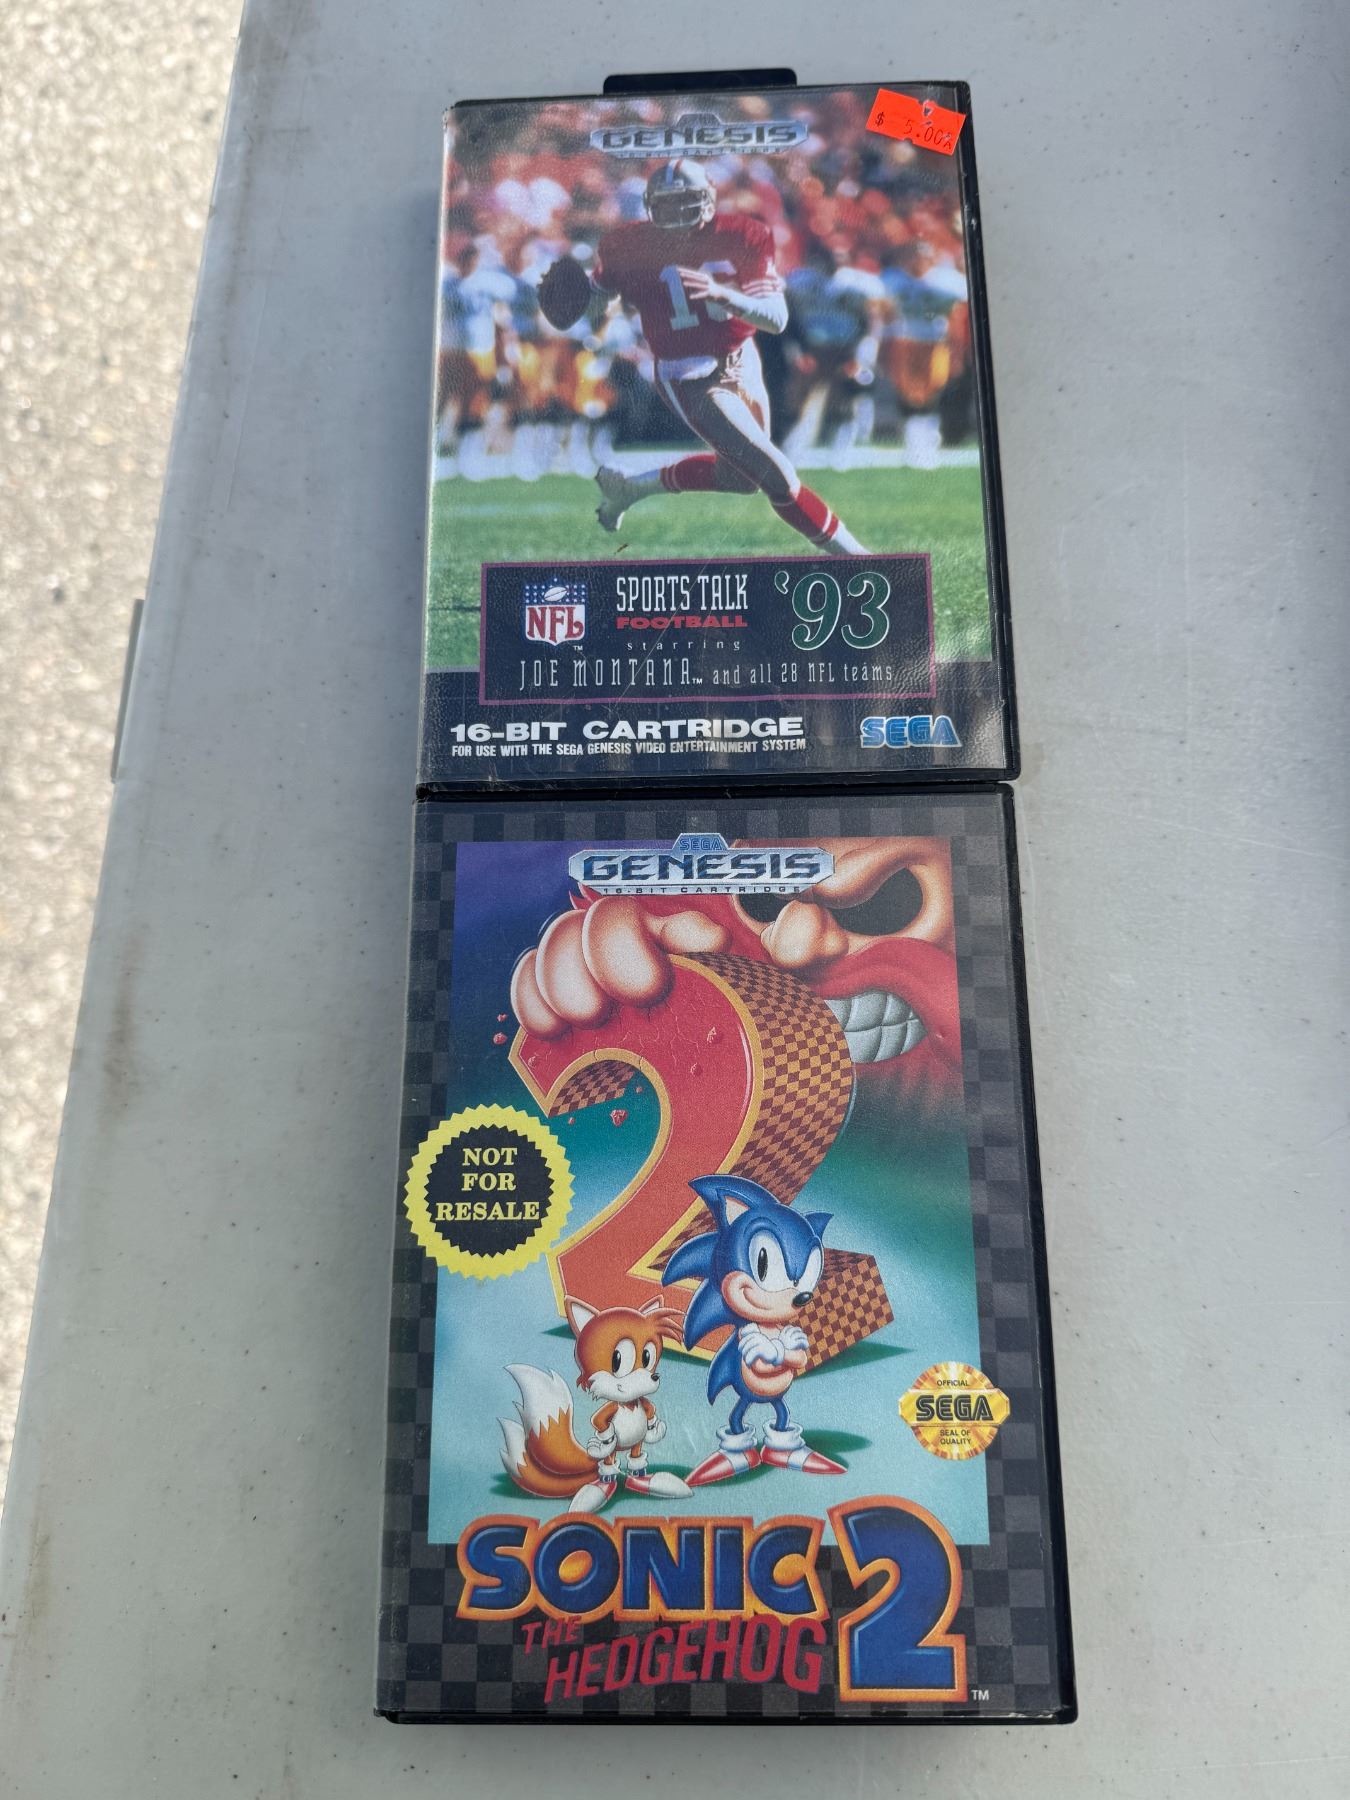 GENESIS
$ 5.00
16
NFL
TM
SPORTS TALK
FOOTBALL
'93
starring
JOE MONTANA™ and all 28 NFL teams
16-BIT CARTRIDGE
FOR USE WITH THE SEGA GENESIS VIDEO ENTERTAINMENT SYSTEM
SEGA
SEGA
GENESIS
16-BIT CARTRIDGE
2
NOT
FOR
RESALE
OFFICIAL
SEGA
SEAL OF
QUALITY
SONIC
THE
HEDGEHOG
2
TM